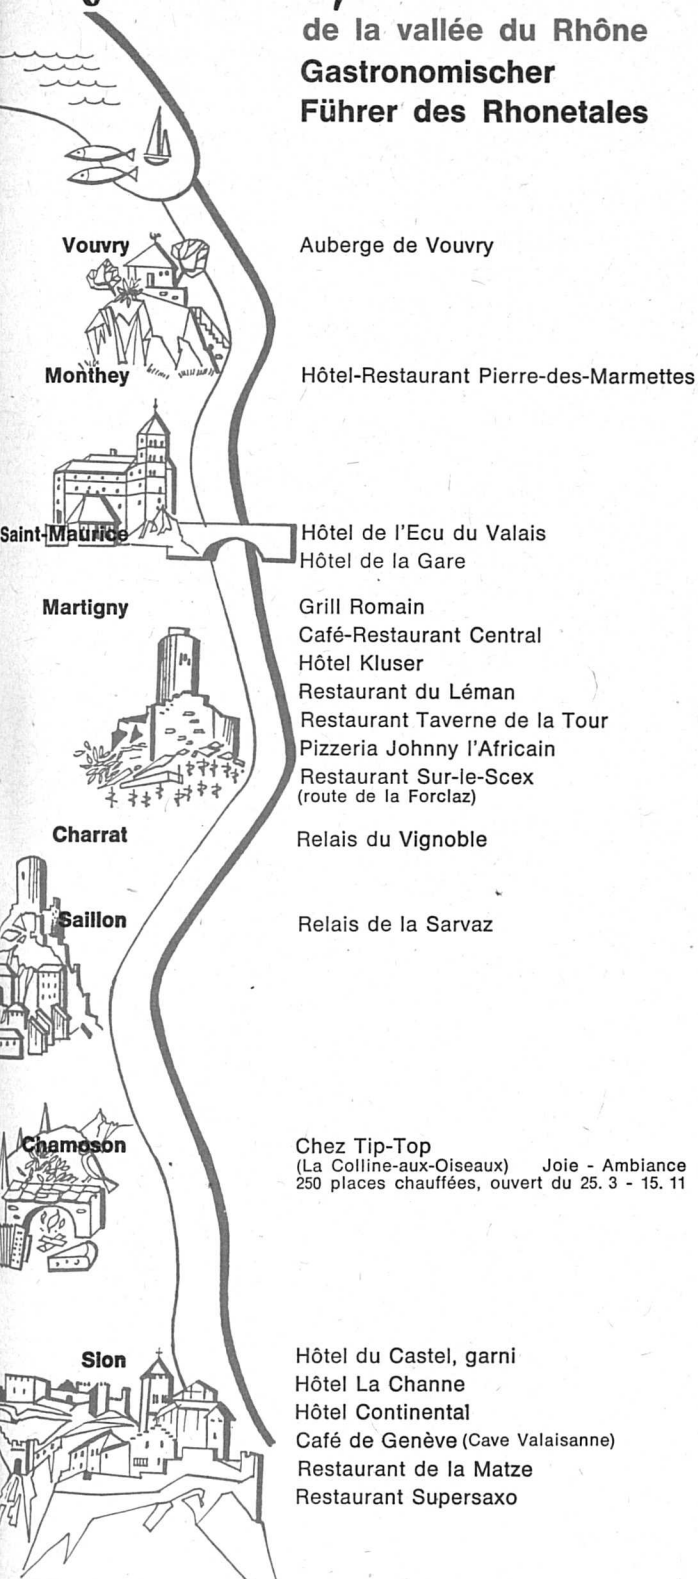 de la vallée du Rhône
Gastronomischer
Führer des Rhonetales
Vouvry
Auberge de Vouvry
Monthey
Hôtel-Restaurant Pierre-des-Marmettes
Saint-Maurice
Hôtel de l'Ecu du Valais
Hôtel de la Gare
Martigny
Grill Romain
Café-Restaurant Central
Hôtel Kluser
Restaurant du Léman
Restaurant Taverne de la Tour
Pizzeria Johnny l'Africain
Restaurant Sur-le-Scex
(route de la Forclaz)
Charrat
Relais du Vignoble
Saillon
Relais de la Sarvaz
Chamoson
Chez Tip-Top
(La Colline-aux-Oiseaux) Joie - Ambiance
250 places chauffées, ouvert du 25. 3 - 15. 11
Sion
Hôtel du Castel, garni
Hôtel La Channe
Hôtel Continental
Café de Genève (Cave Valaisanne)
Restaurant de la Matze
Restaurant Supersaxo